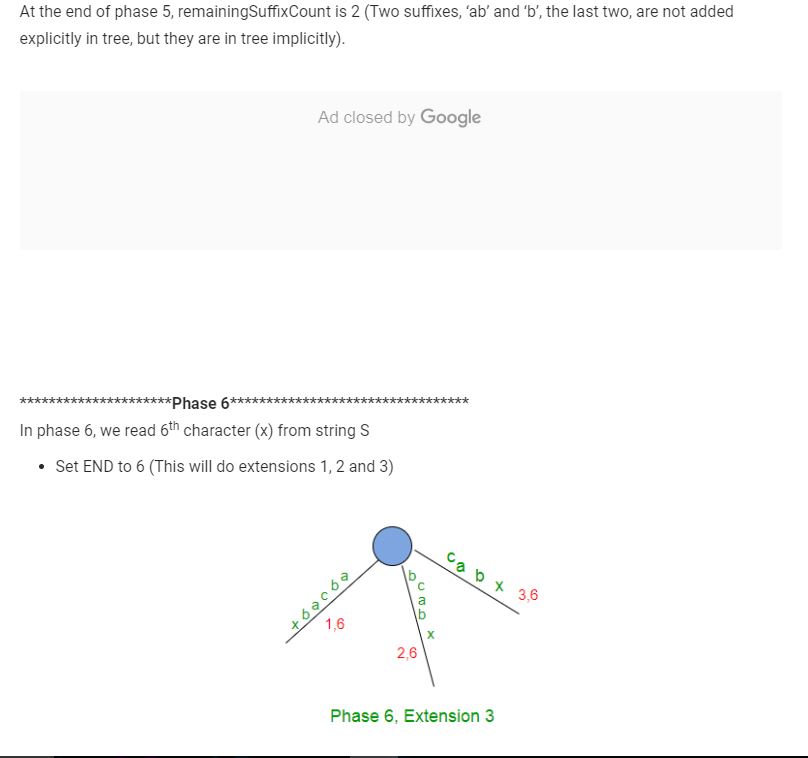 At the end of phase 5, remainingSuffixCount is 2 (Two suffixes, ‘ab’ and ‘b’, the last two, are not added
explicitly in tree, but they are in tree implicitly).
Ad closed by Google
*********************Phase 6*********************************
In phase 6, we read 6th character (x) from string S
• Set END to 6 (This will do extensions 1, 2 and 3)
x b a c b a
1,6
b c a b x
2,6
c a b x
3,6
Phase 6, Extension 3